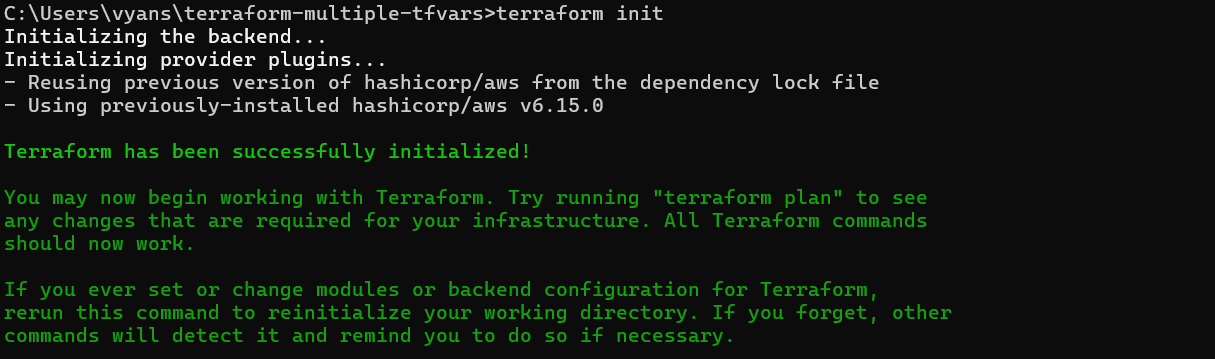 C:\Users\vyans\terraform-multiple-tfvars>terraform init
Initializing the backend...
Initializing provider plugins...
- Reusing previous version of hashicorp/aws from the dependency lock file
- Using previously-installed hashicorp/aws v6.15.0
Terraform has been successfully initialized!
You may now begin working with Terraform. Try running "terraform plan" to see
any changes that are required for your infrastructure. All Terraform commands
should now work.
If you ever set or change modules or backend configuration for Terraform,
rerun this command to reinitialize your working directory. If you forget, other
commands will detect it and remind you to do so if necessary.